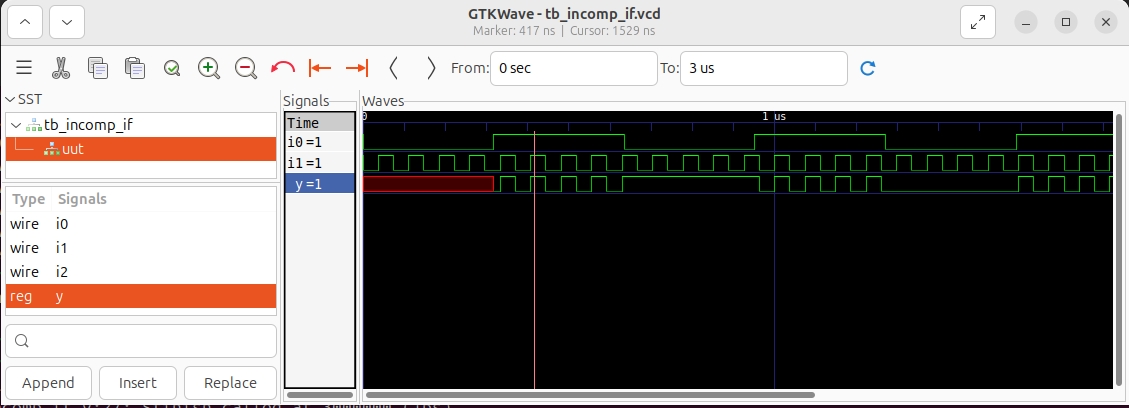 GTKWave - tb_incomp_if.vcd
Marker: 417 ns | Cursor: 1529 ns
From: 0 sec To: 3 us
SST
tb_incomp_if
uut
Type Signals
wire i0
wire i1
wire i2
reg y
Append Insert Replace
Signals
Time
i0 =1
i1 =1
y =1
Waves
0 1 us